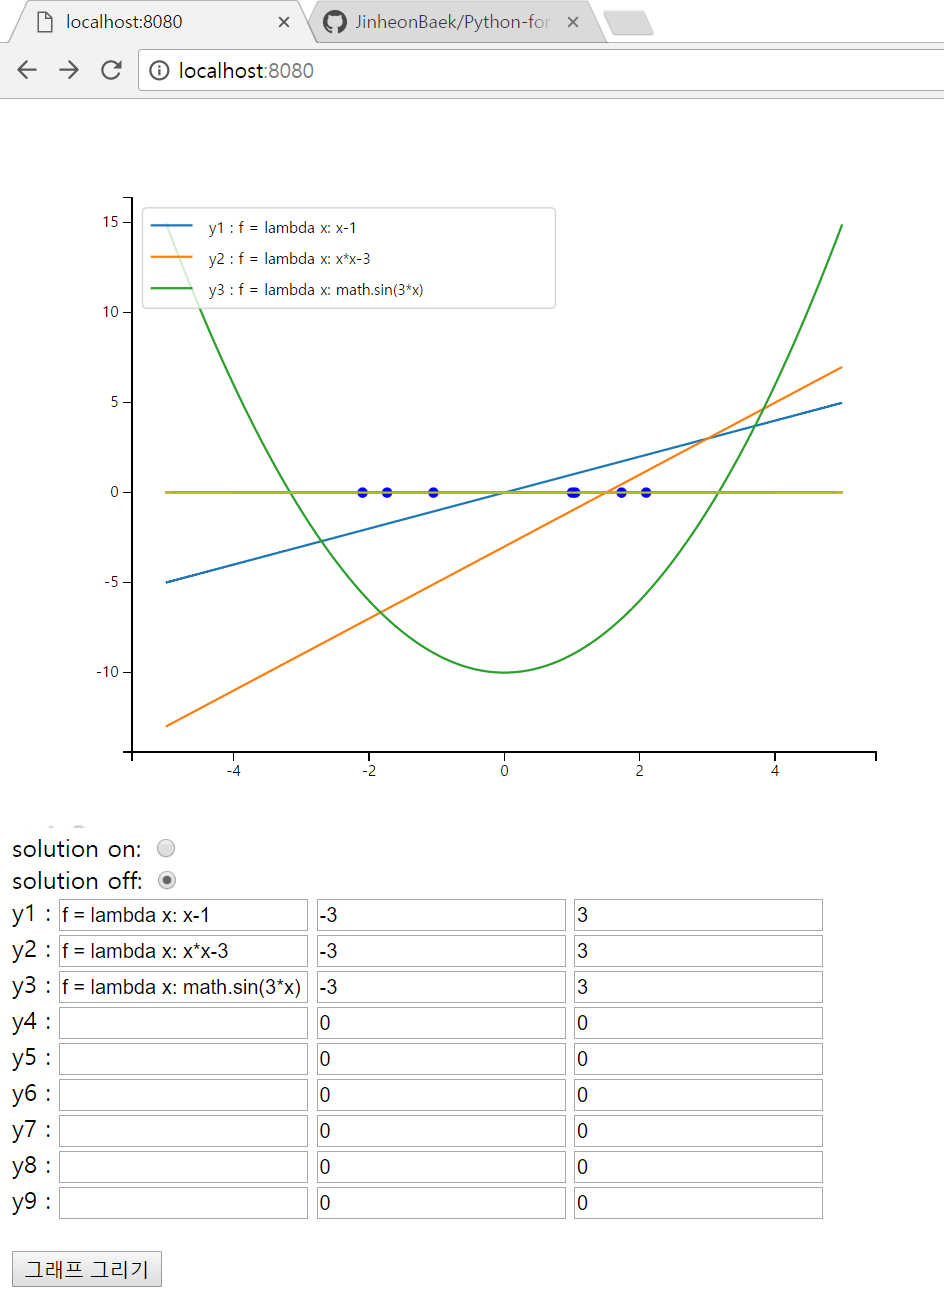 localhost:8080
JinheonBaek/Python-for
localhost:8080
15
10
5
0
-5
-10
y1 : f = lambda x: x-1
y2 : f = lambda x: x*x-3
y3 : f = lambda x: math.sin(3*x)
-4
-2
0
2
4
solution on:
solution off:
y1 : f = lambda x: x-1 -3 3
y2 : f = lambda x: x*x-3 -3 3
y3 : f = lambda x: math.sin(3*x) -3 3
y4 : 0 0
y5 : 0 0
y6 : 0 0
y7 : 0 0
y8 : 0 0
y9 : 0 0
그래프 그리기